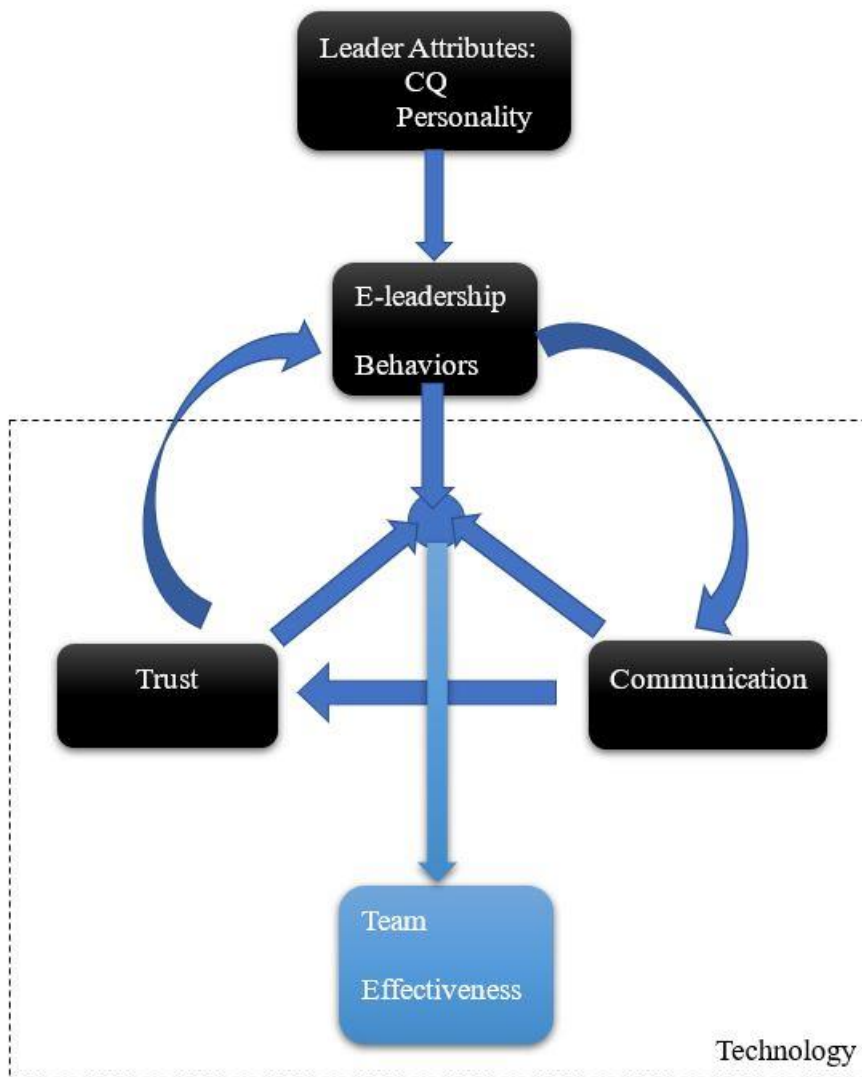 Leader Attributes:
CQ
Personality
E-leadership
Behaviors
Trust
Communication
Team
Effectiveness
Technology